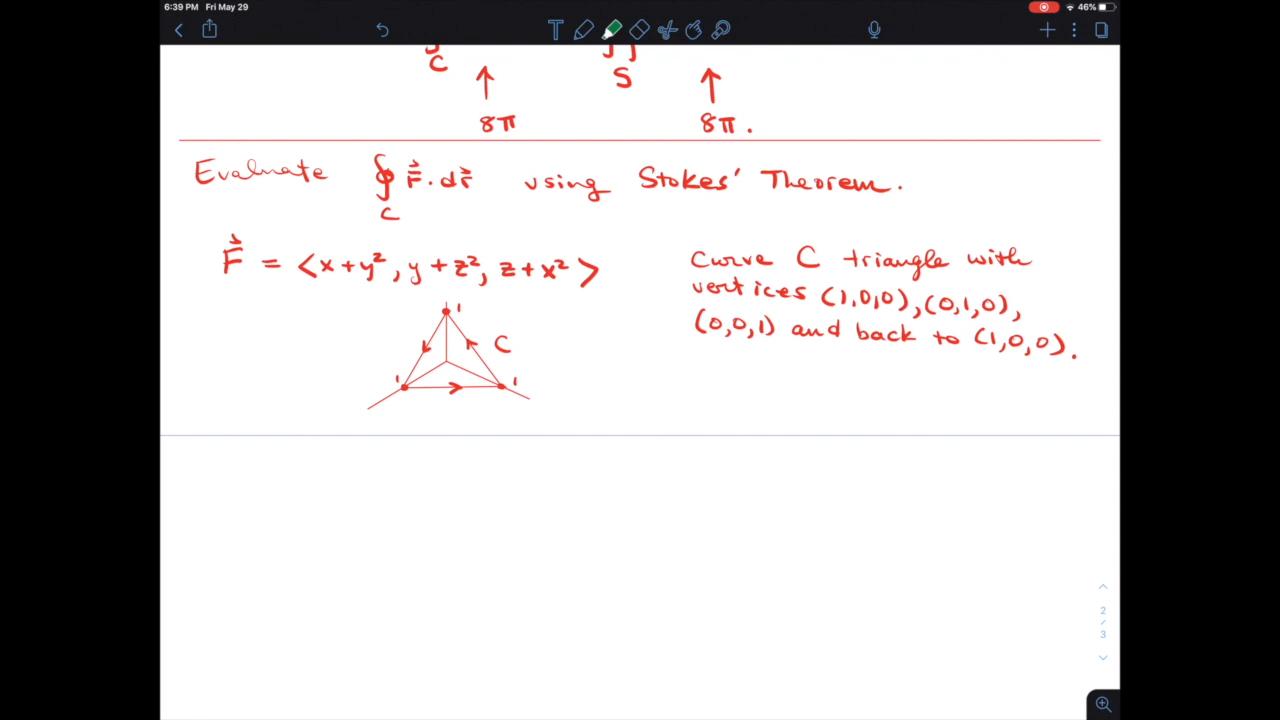 6:39 PM Fri May 29
46%
C S
8π 8π.
Evaluate ∮ F⃗ · dr⃗ using Stokes' Theorem.
C
F⃗ = <x+y², y+z², z+x²>
Curve C triangle with
vertices (1,0,0), (0,1,0),
(0,0,1) and back to (1,0,0).
1
C
1 1
2
/
3